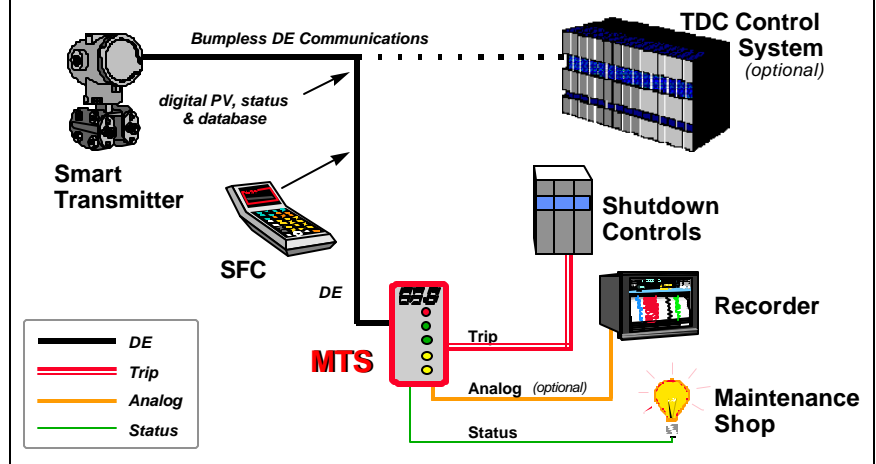 Bumpless DE Communications
TDC Control
System
(optional)
digital PV, status
& database
Smart
Transmitter
SFC
Shutdown
Controls
DE
Recorder
MTS
Trip
Analog (optional)
Maintenance
Shop
Status
DE
Trip
Analog
Status